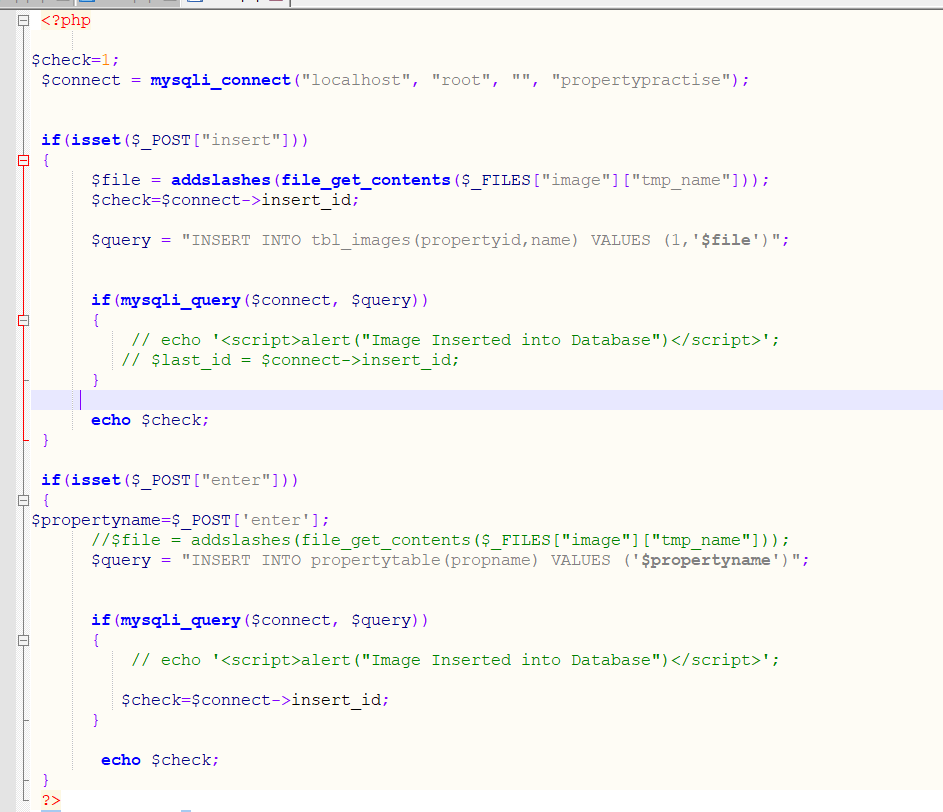 <?php
$check=1;
$connect = mysqli_connect("localhost", "root", "", "propertypractise");
if(isset($_POST["insert"]))
{
$file = addslashes(file_get_contents($_FILES["image"]["tmp_name"]));
$check=$connect->insert_id;
$query = "INSERT INTO tbl_images(propertyid,name) VALUES (1,'$file')";
if(mysqli_query($connect, $query))
{
// echo '<script>alert("Image Inserted into Database")</script>';
// $last_id = $connect->insert_id;
}
echo $check;
}
if(isset($_POST["enter"]))
{
$propertyname=$_POST['enter'];
//$file = addslashes(file_get_contents($_FILES["image"]["tmp_name"]));
$query = "INSERT INTO propertytable(propname) VALUES ('$propertyname')";
if(mysqli_query($connect, $query))
{
// echo '<script>alert("Image Inserted into Database")</script>';
$check=$connect->insert_id;
}
echo $check;
}
?>